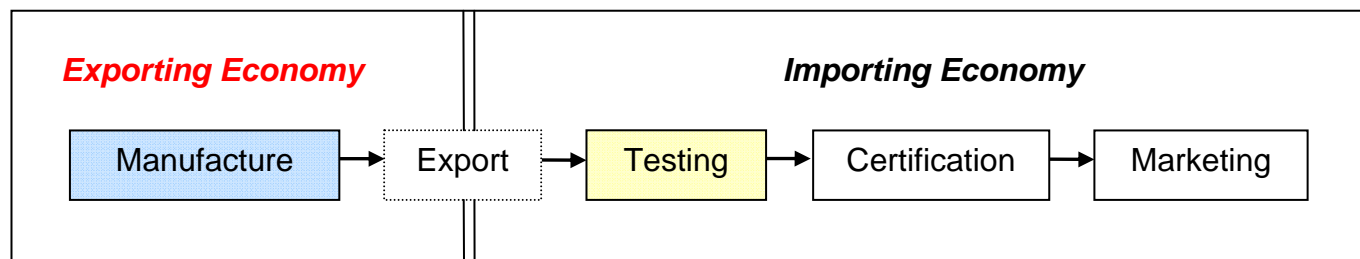 Exporting Economy
Importing Economy
Manufacture
Export
Testing
Certification
Marketing